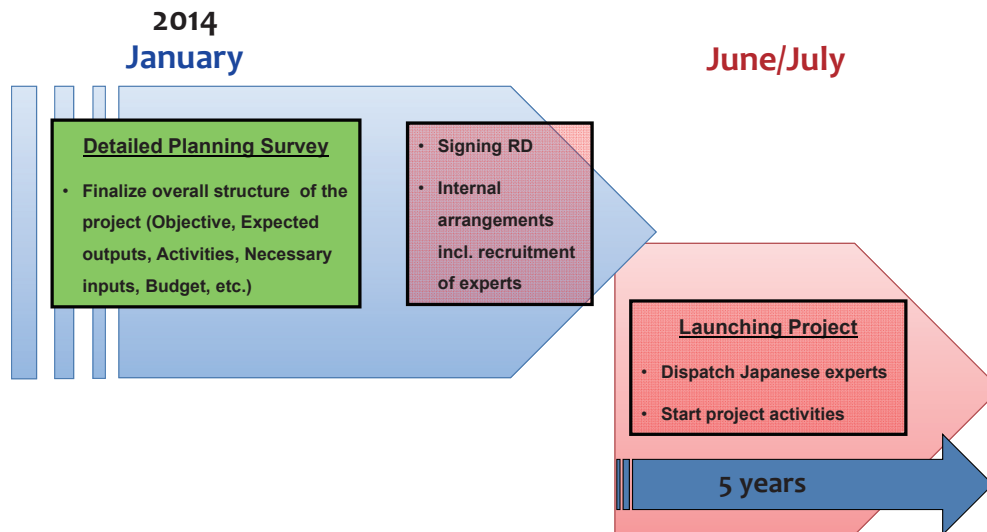 2014
January
June/July
Detailed Planning Survey
• Finalize overall structure of the
project (Objective, Expected
outputs, Activities, Necessary
inputs, Budget, etc.)
• Signing RD
• Internal
arrangements
incl. recruitment
of experts
Launching Project
• Dispatch Japanese experts
• Start project activities
5 years